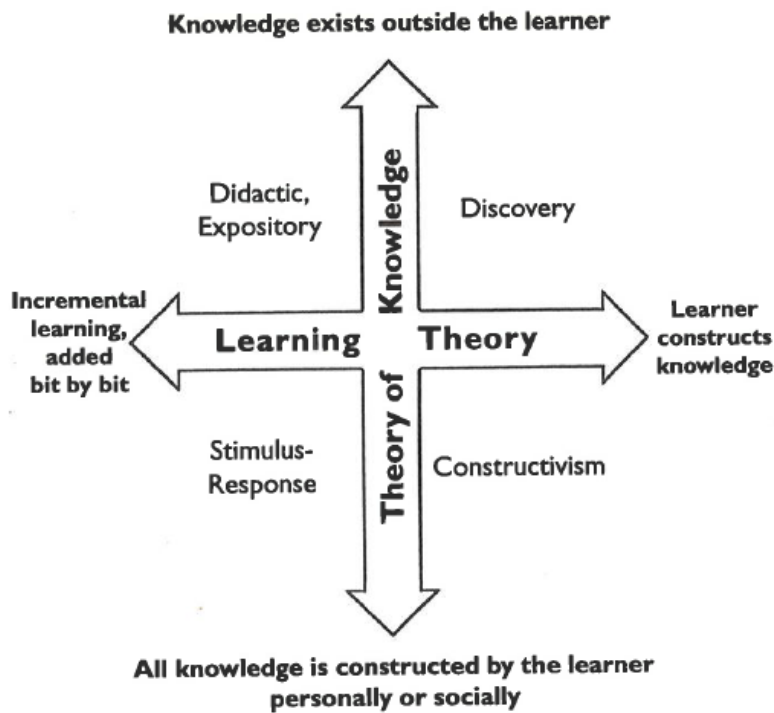 Knowledge exists outside the learner
Didactic,
Expository
Discovery
Knowledge
Incremental
learning,
added
bit by bit
Learning Theory
Learner
constructs
knowledge
Theory of
Stimulus-
Response
Constructivism
All knowledge is constructed by the learner
personally or socially